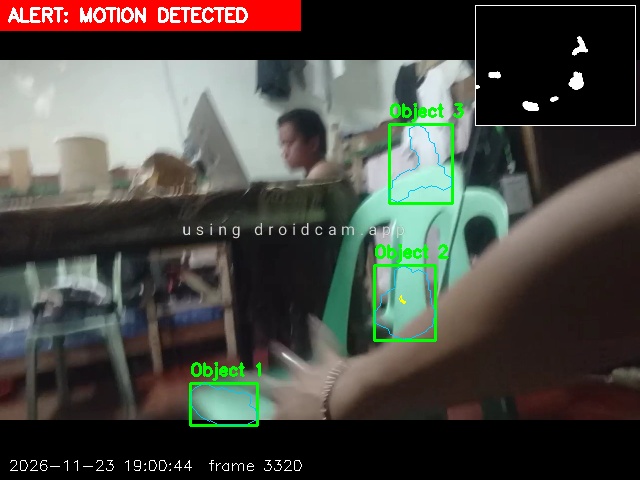 ALERT: MOTION DETECTED
Object 3
using droidcam.app
Object 2
Object 1
2026-11-23 19:00:44 frame 3320